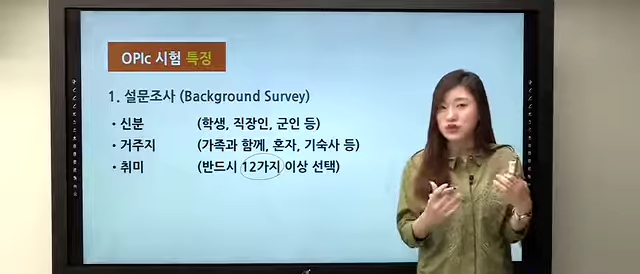 OPIc 시험 특징
1. 설문조사 (Background Survey)
• 신분 (학생, 직장인, 군인 등)
• 거주지 (가족과 함께, 혼자, 기숙사 등)
• 취미 (반드시 12가지 이상 선택)